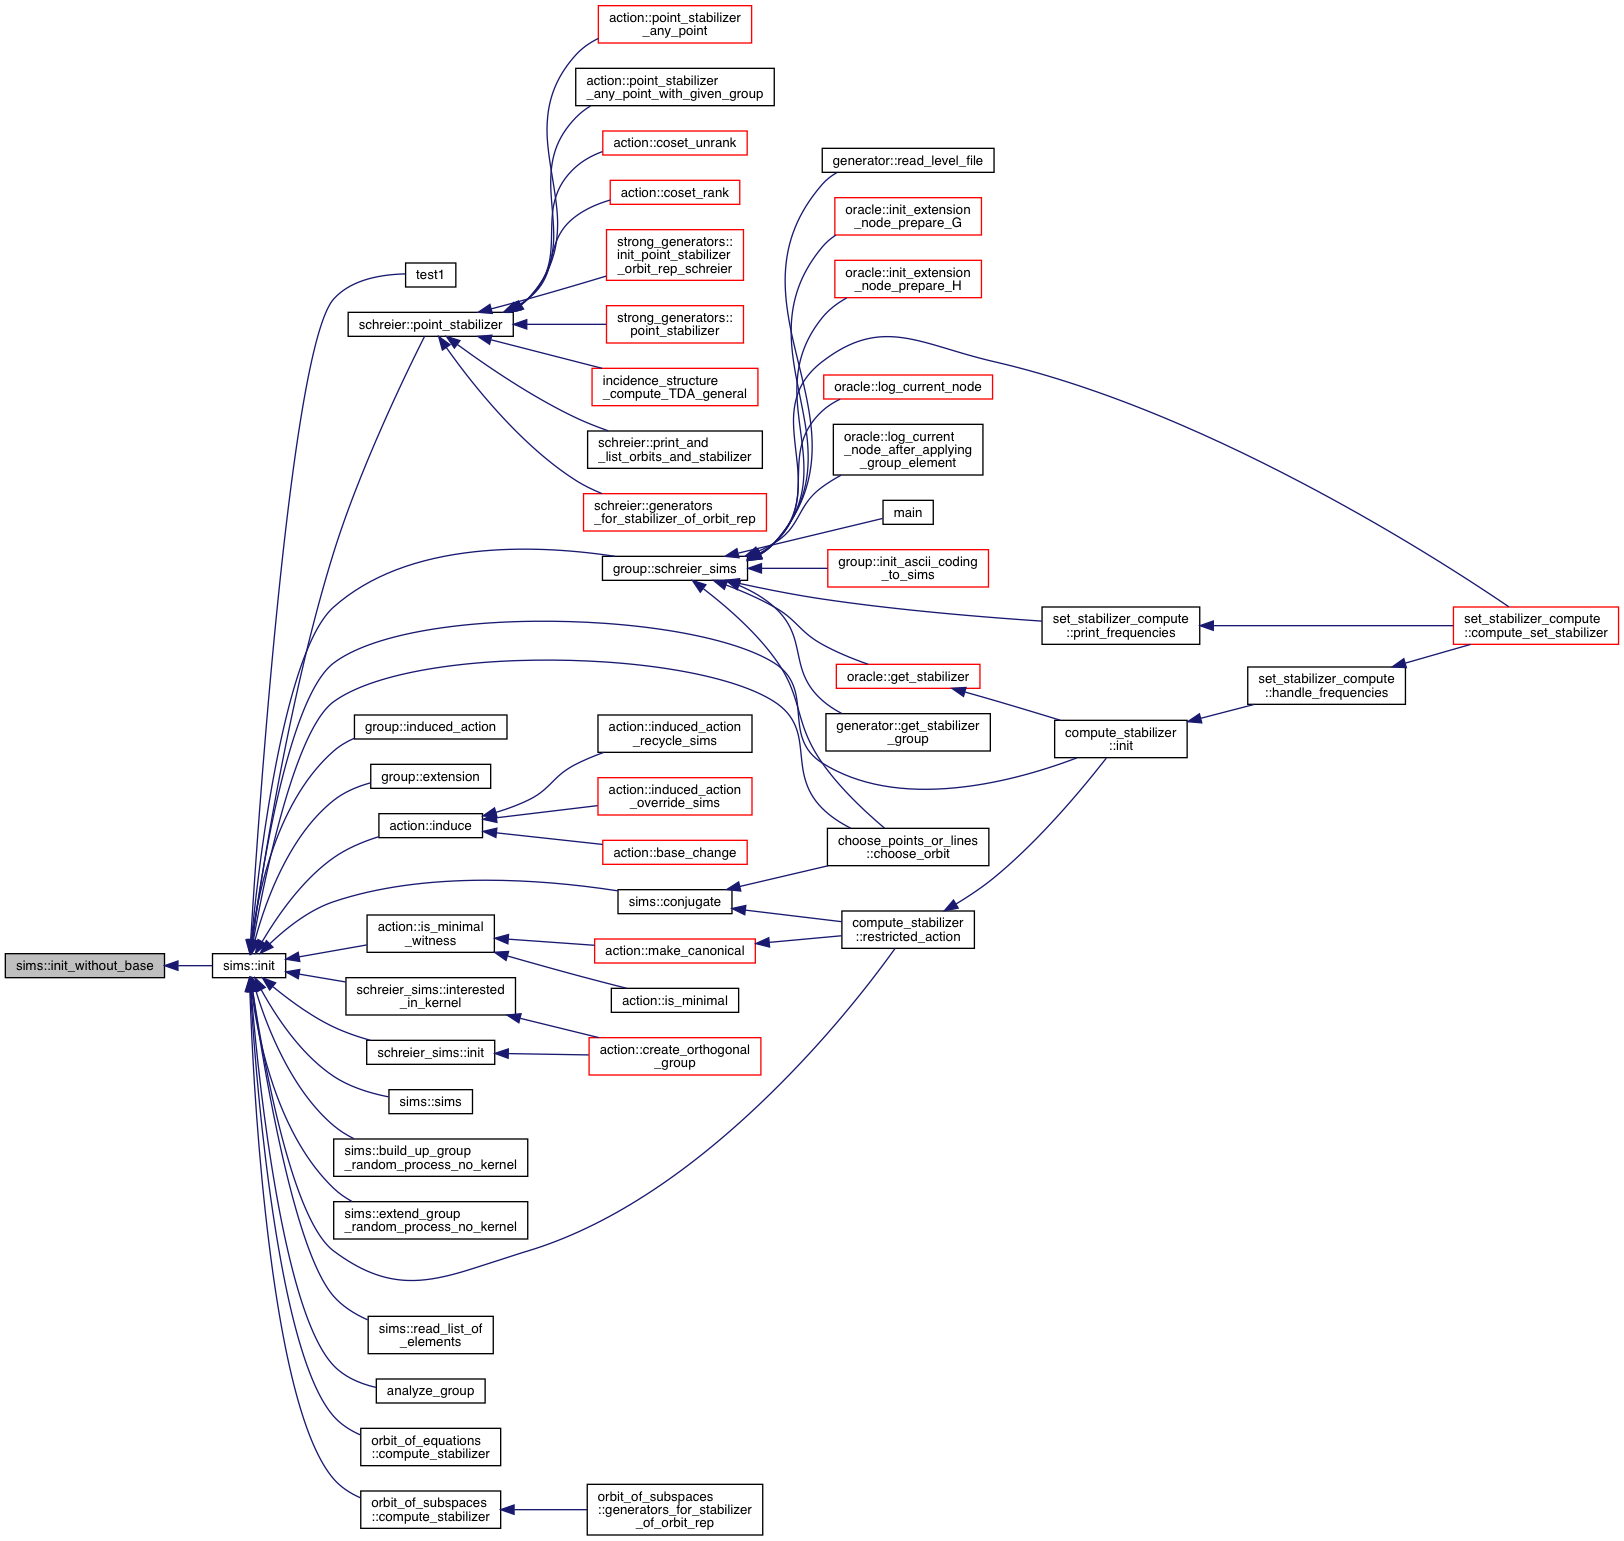 action::point_stabilizer
_any_point
action::point_stabilizer
_any_point_with_given_group
action::coset_unrank
action::coset_rank
strong_generators::
init_point_stabilizer
_orbit_rep_schreier
strong_generators::
point_stabilizer
incidence_structure
_compute_TDA_general
schreier::print_and
_list_orbits_and_stabilizer
schreier::generators
_for_stabilizer_of_orbit_rep
test1
schreier::point_stabilizer
generator::read_level_file
oracle::init_extension
_node_prepare_G
oracle::init_extension
_node_prepare_H
oracle::log_current_node
oracle::log_current
_node_after_applying
_group_element
main
group::schreier_sims
group::init_ascii_coding
_to_sims
set_stabilizer_compute
::print_frequencies
set_stabilizer_compute
::compute_set_stabilizer
oracle::get_stabilizer
set_stabilizer_compute
::handle_frequencies
generator::get_stabilizer
_group
compute_stabilizer
::init
group::induced_action
action::induced_action
_recycle_sims
group::extension
action::induced_action
_override_sims
action::induce
action::base_change
choose_points_or_lines
::choose_orbit
sims::conjugate
compute_stabilizer
::restricted_action
action::is_minimal
_witness
action::make_canonical
sims::init_without_base
sims::init
schreier_sims::interested
_in_kernel
action::is_minimal
schreier_sims::init
action::create_orthogonal
_group
sims::sims
sims::build_up_group
_random_process_no_kernel
sims::extend_group
_random_process_no_kernel
sims::read_list_of
_elements
analyze_group
orbit_of_equations
::compute_stabilizer
orbit_of_subspaces
::compute_stabilizer
orbit_of_subspaces
::generators_for_stabilizer
_of_orbit_rep